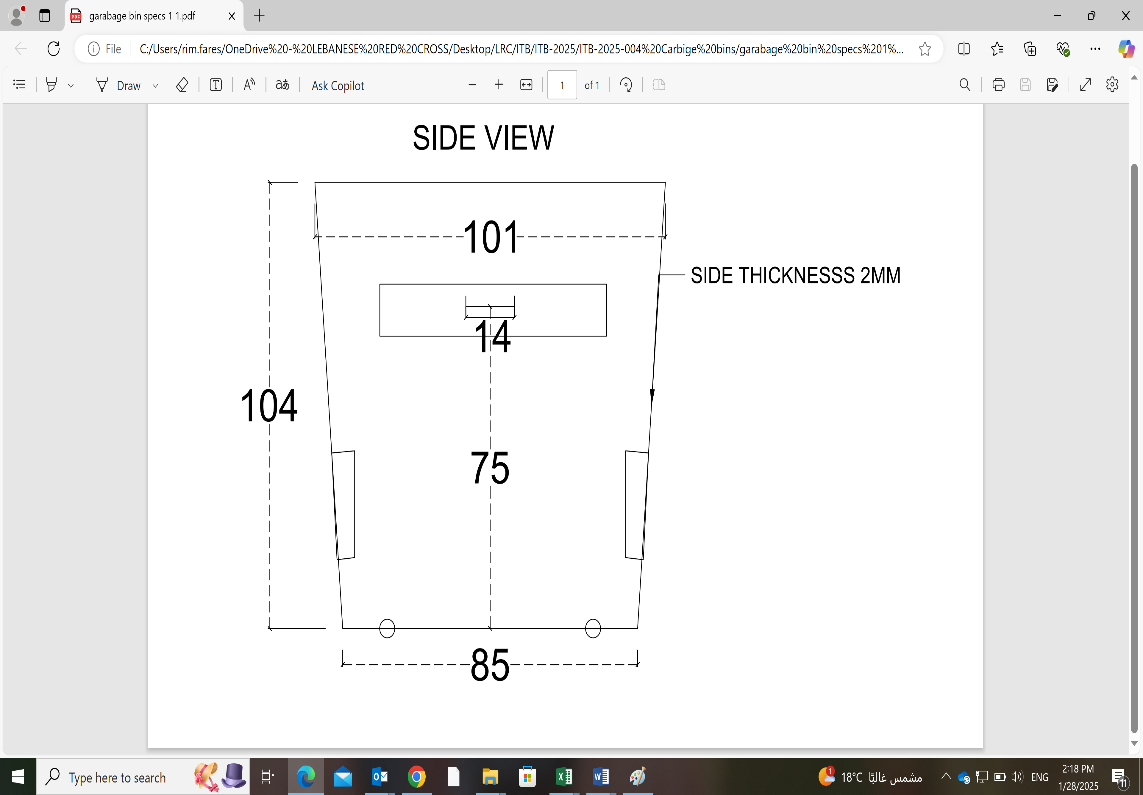 garabage bin specs 1 1.pdf
File
C:/Users/rim.fares/OneDrive%20-%20LEBANESE%20RED%20CROSS/Desktop/LRC/ITB/ITB-2025/ITB-2025-004%20Carbige%20bins/garabage%20bin%20specs%201%...
Draw
Ask Copilot
1
of 1
SIDE VIEW
101
SIDE THICKNESSS 2MM
14
104
75
85
Type here to search
1
18°C
مشمس غالبًا
ENG
2:18 PM
1/28/2025
11